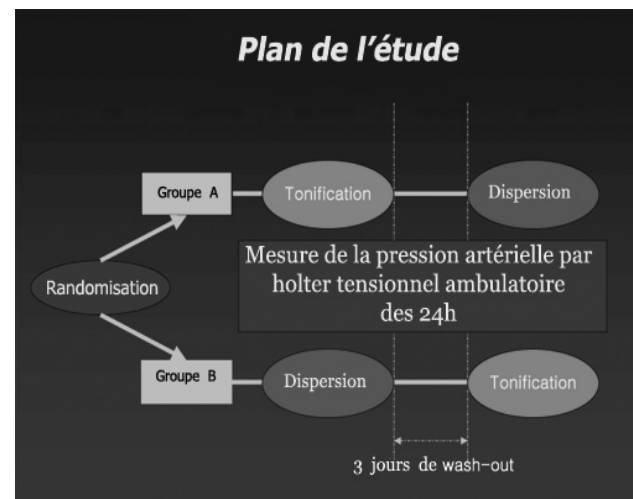 Plan de l'étude
Groupe A
Tonification
Dispersion
Mesure de la pression artérielle par
holter tensionnel ambulatoire
des 24h
Randomisation
Groupe B
Dispersion
Tonification
3 jours de wash-out